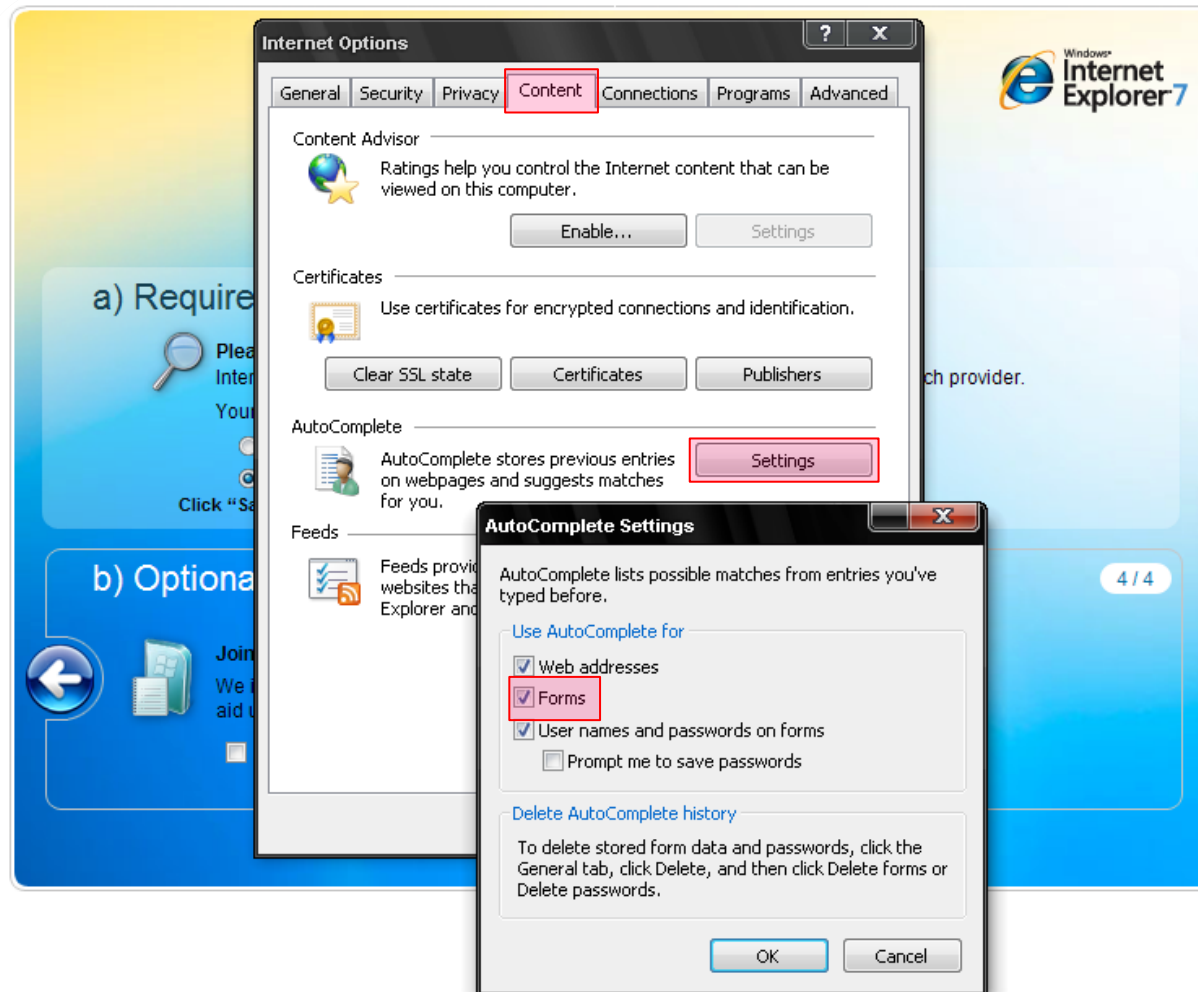 Internet Options
?
X
Windows
Internet
Explorer 7
General Security Privacy Content Connections Programs Advanced
Content Advisor
Ratings help you control the Internet content that can be
viewed on this computer.
Enable... Settings
Certificates
Use certificates for encrypted connections and identification.
Clear SSL state Certificates Publishers
AutoComplete
AutoComplete stores previous entries
on webpages and suggests matches
for you.
Settings
Feeds
Feeds
websites
Explorer
a) Require
Plea
Inter
ch provider.
Your
Click "Sa
b) Optiona
4 / 4
Join
We i
aid u
AutoComplete Settings
X
AutoComplete lists possible matches from entries you've
typed before.
Use AutoComplete for
Web addresses
Forms
User names and passwords on forms
Prompt me to save passwords
Delete AutoComplete history
To delete stored form data and passwords, click the
General tab, click Delete, and then click Delete forms or
Delete passwords.
OK Cancel